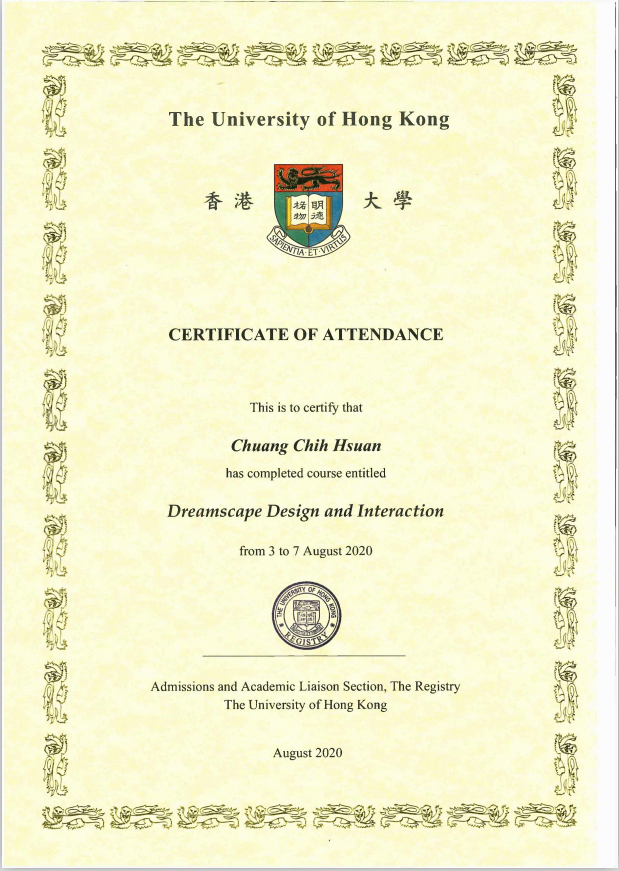 The University of Hong Kong
香港 大學
明德
格物
SAPIENTIA·ET·VIRTUS
CERTIFICATE OF ATTENDANCE
This is to certify that
Chuang Chih Hsuan
has completed course entitled
Dreamscape Design and Interaction
from 3 to 7 August 2020
THE UNIVERSITY OF HONG KONG
REGISTRY
Admissions and Academic Liaison Section, The Registry
The University of Hong Kong
August 2020